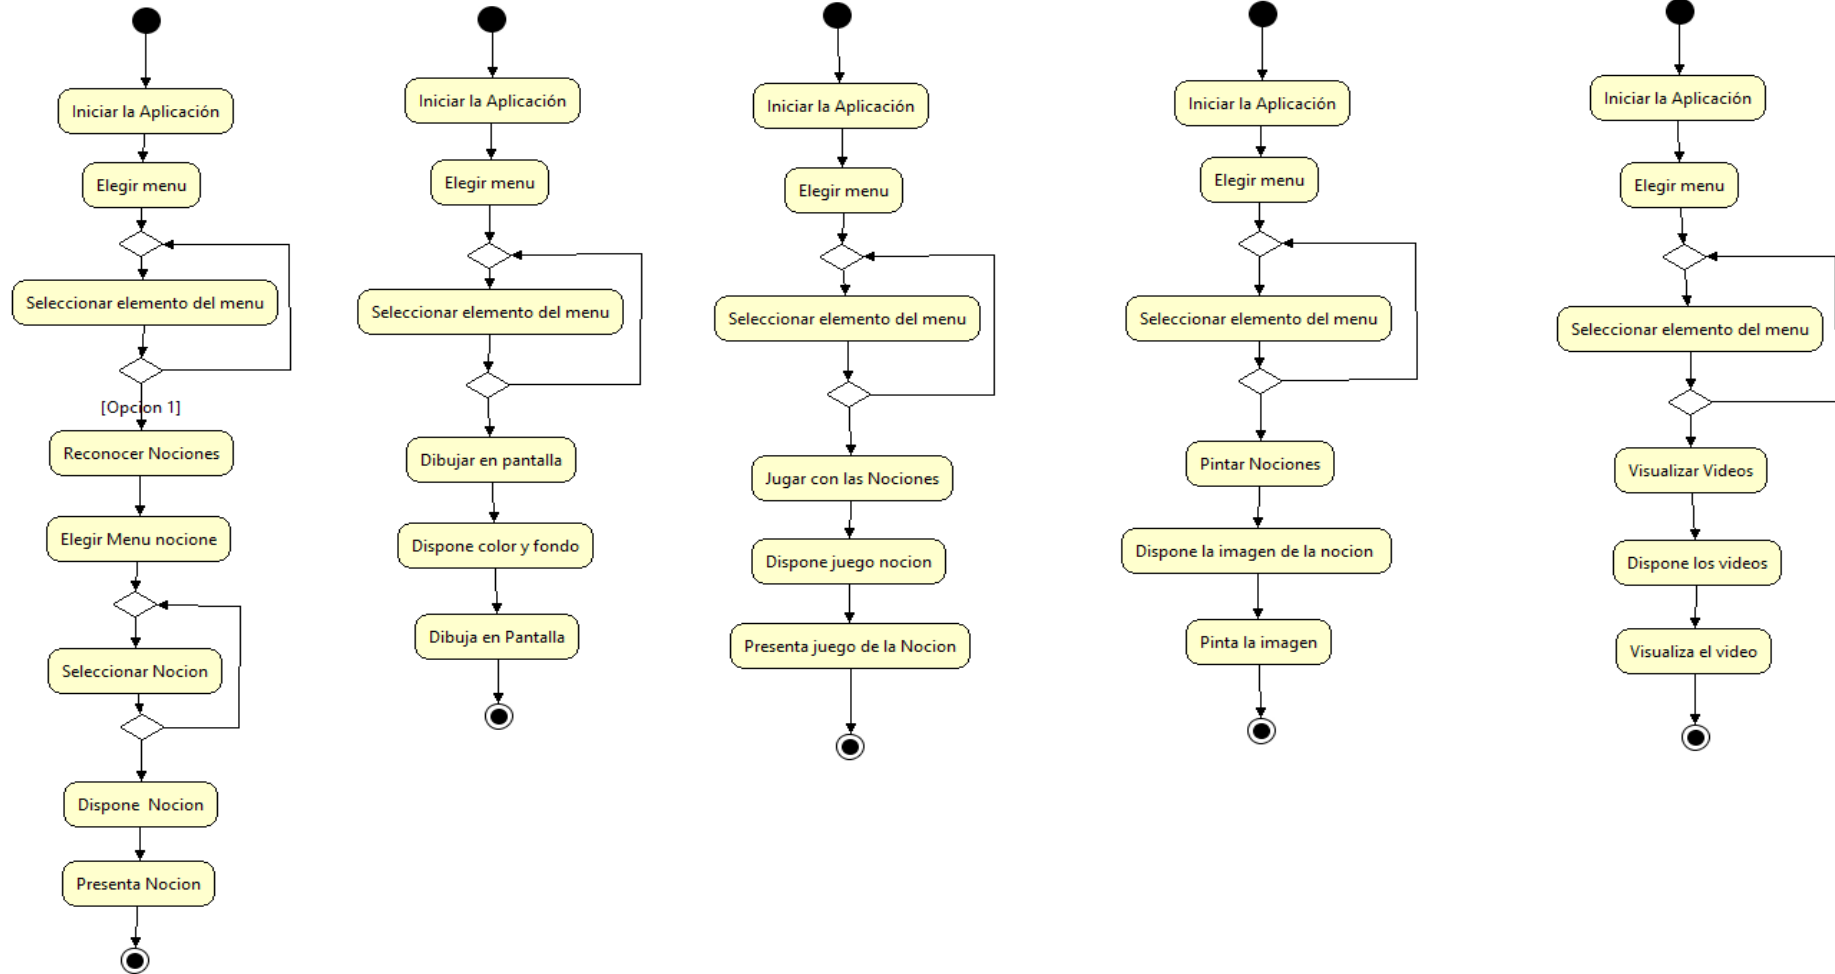 Iniciar la Aplicación
Elegir menu
Seleccionar elemento del menu
[Opcion 1]
Reconocer Nociones
Elegir Menu nocione
Seleccionar Nocion
Dispone  Nocion
Presenta Nocion
Iniciar la Aplicación
Elegir menu
Seleccionar elemento del menu
Dibujar en pantalla
Dispone color y fondo
Dibuja en Pantalla
Iniciar la Aplicación
Elegir menu
Seleccionar elemento del menu
Jugar con las Nociones
Dispone juego nocion
Presenta juego de la Nocion
Iniciar la Aplicación
Elegir menu
Seleccionar elemento del menu
Pintar Nociones
Dispone la imagen de la nocion
Pinta la imagen
Iniciar la Aplicación
Elegir menu
Seleccionar elemento del menu
Visualizar Videos
Dispone los videos
Visualiza el video